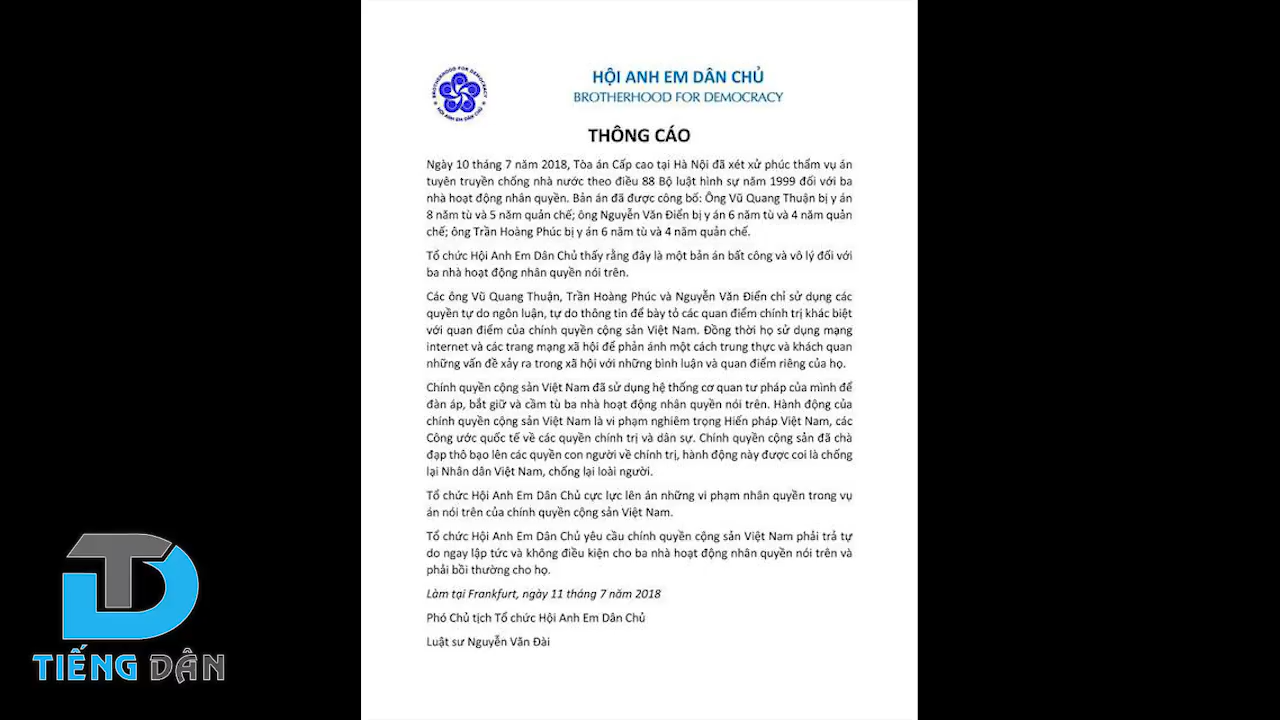 BROTHERHOOD FOR DEMOCRACY
HỘI ANH EM DÂN CHỦ
HỘI ANH EM DÂN CHỦ
BROTHERHOOD FOR DEMOCRACY
THÔNG CÁO
Ngày 10 tháng 7 năm 2018, Tòa án Cấp cao tại Hà Nội đã xét xử phúc thẩm vụ án
tuyên truyền chống nhà nước theo điều 88 Bộ luật hình sự năm 1999 đối với ba
nhà hoạt động nhân quyền. Bản án đã được công bố: Ông Vũ Quang Thuận bị y án
8 năm tù và 5 năm quản chế; ông Nguyễn Văn Điển bị y án 6 năm tù và 4 năm quản
chế; ông Trần Hoàng Phúc bị y án 6 năm tù và 4 năm quản chế.
Tổ chức Hội Anh Em Dân Chủ thấy rằng đây là một bản án bất công và vô lý đối với
ba nhà hoạt động nhân quyền nói trên.
Các ông Vũ Quang Thuận, Trần Hoàng Phúc và Nguyễn Văn Điển chỉ sử dụng các
quyền tự do ngôn luận, tự do thông tin để bày tỏ các quan điểm chính trị khác biệt
với quan điểm của chính quyền cộng sản Việt Nam. Đồng thời họ sử dụng mạng
internet và các trang mạng xã hội để phản ánh một cách trung thực và khách quan
những vấn đề xảy ra trong xã hội với những bình luận và quan điểm riêng của họ.
Chính quyền cộng sản Việt Nam đã sử dụng hệ thống cơ quan tư pháp của mình để
đàn áp, bắt giữ và cầm tù ba nhà hoạt động nhân quyền nói trên. Hành động của
chính quyền cộng sản Việt Nam là vi phạm nghiêm trọng Hiến pháp Việt Nam, các
Công ước quốc tế về các quyền chính trị và dân sự. Chính quyền cộng sản đã chà
đạp thô bạo lên các quyền con người về chính trị, hành động này được coi là chống
lại Nhân dân Việt Nam, chống lại loài người.
Tổ chức Hội Anh Em Dân Chủ cực lực lên án những vi phạm nhân quyền trong vụ
án nói trên của chính quyền cộng sản Việt Nam.
Tổ chức Hội Anh Em Dân Chủ yêu cầu chính quyền cộng sản Việt Nam phải trả tự
do ngay lập tức và không điều kiện cho ba nhà hoạt động nhân quyền nói trên và
phải bồi thường cho họ.
Làm tại Frankfurt, ngày 11 tháng 7 năm 2018
Phó Chủ tịch Tổ chức Hội Anh Em Dân Chủ
Luật sư Nguyễn Văn Đài
TD
TIẾNG DÂN